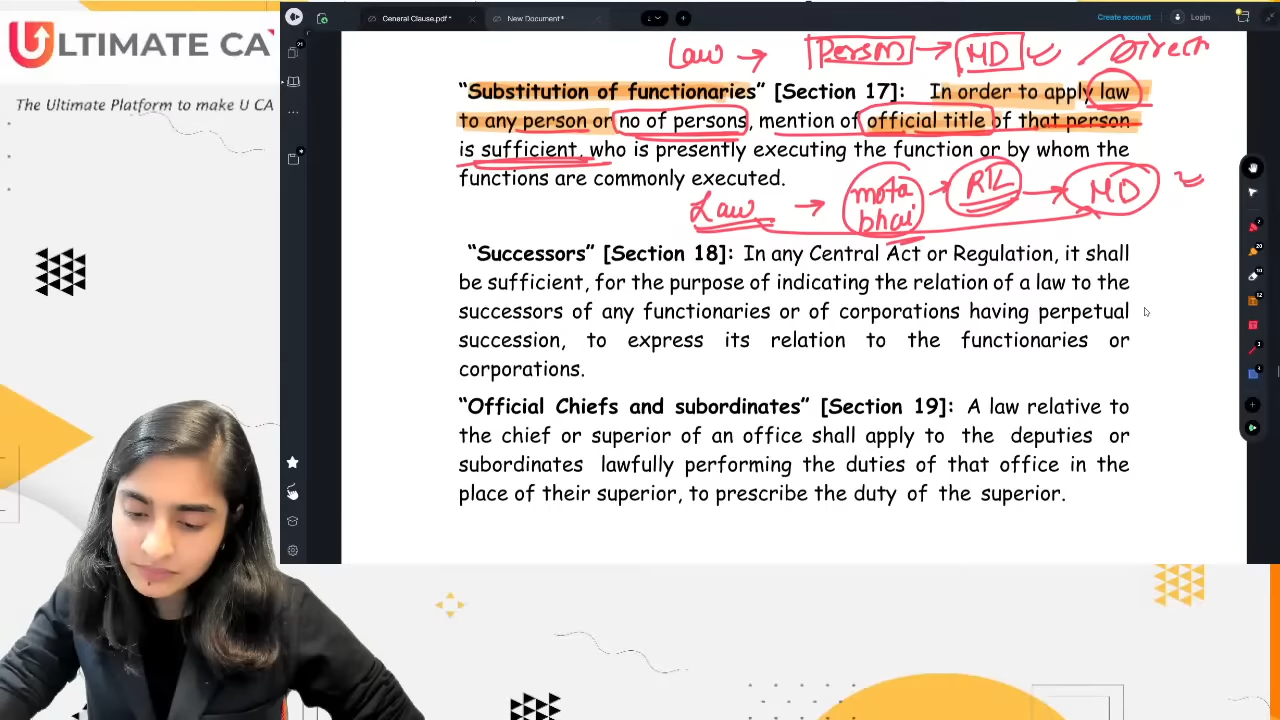 General Clause.pdf *
New Document*
Create account
Login
ULTIMATE CA
The Ultimate Platform to make U CA
Law → Person → MD / Direct
"Substitution of functionaries" [Section 17]: In order to apply law
to any person or no of persons, mention of official title of that person
is sufficient, who is presently executing the function or by whom the
functions are commonly executed.
Law → mota bhai → RIL → MD
"Successors" [Section 18]: In any Central Act or Regulation, it shall
be sufficient, for the purpose of indicating the relation of a law to the
successors of any functionaries or of corporations having perpetual
succession, to express its relation to the functionaries or
corporations.
"Official Chiefs and subordinates" [Section 19]: A law relative to
the chief or superior of an office shall apply to the deputies or
subordinates lawfully performing the duties of that office in the
place of their superior, to prescribe the duty of the superior.